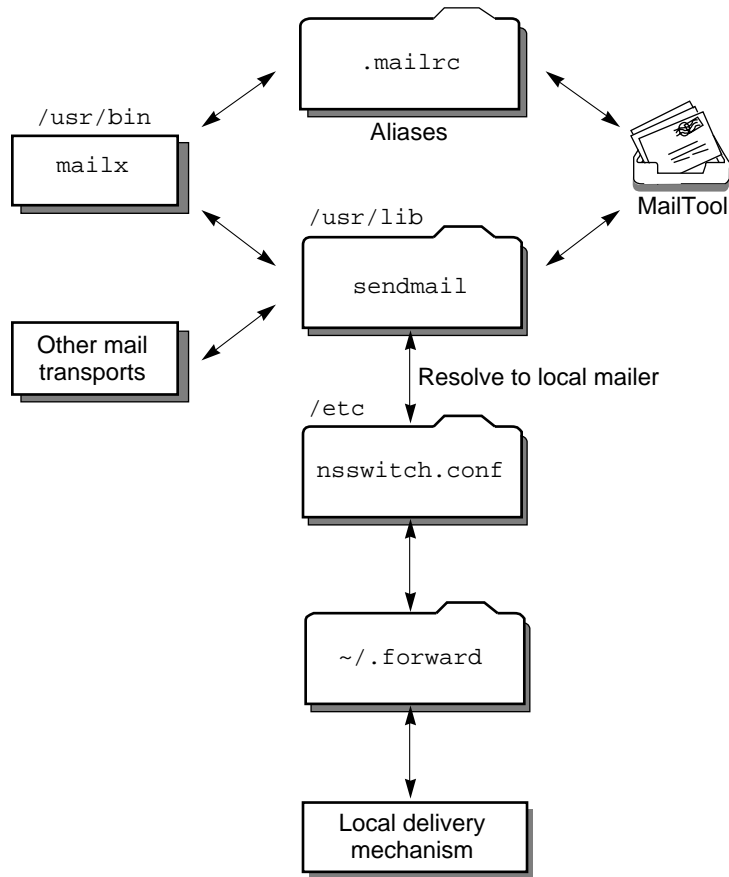 .mailrc
/usr/bin
Aliases
mailx
MailTool
/usr/lib
sendmail
Other mail
transports
Resolve to local mailer
/etc
nsswitch.conf
~/.forward
Local delivery
mechanism